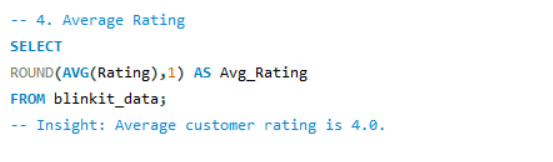 -- 4. Average Rating
SELECT
ROUND(AVG(Rating),1) AS Avg_Rating
FROM blinkit_data;
-- Insight: Average customer rating is 4.0.